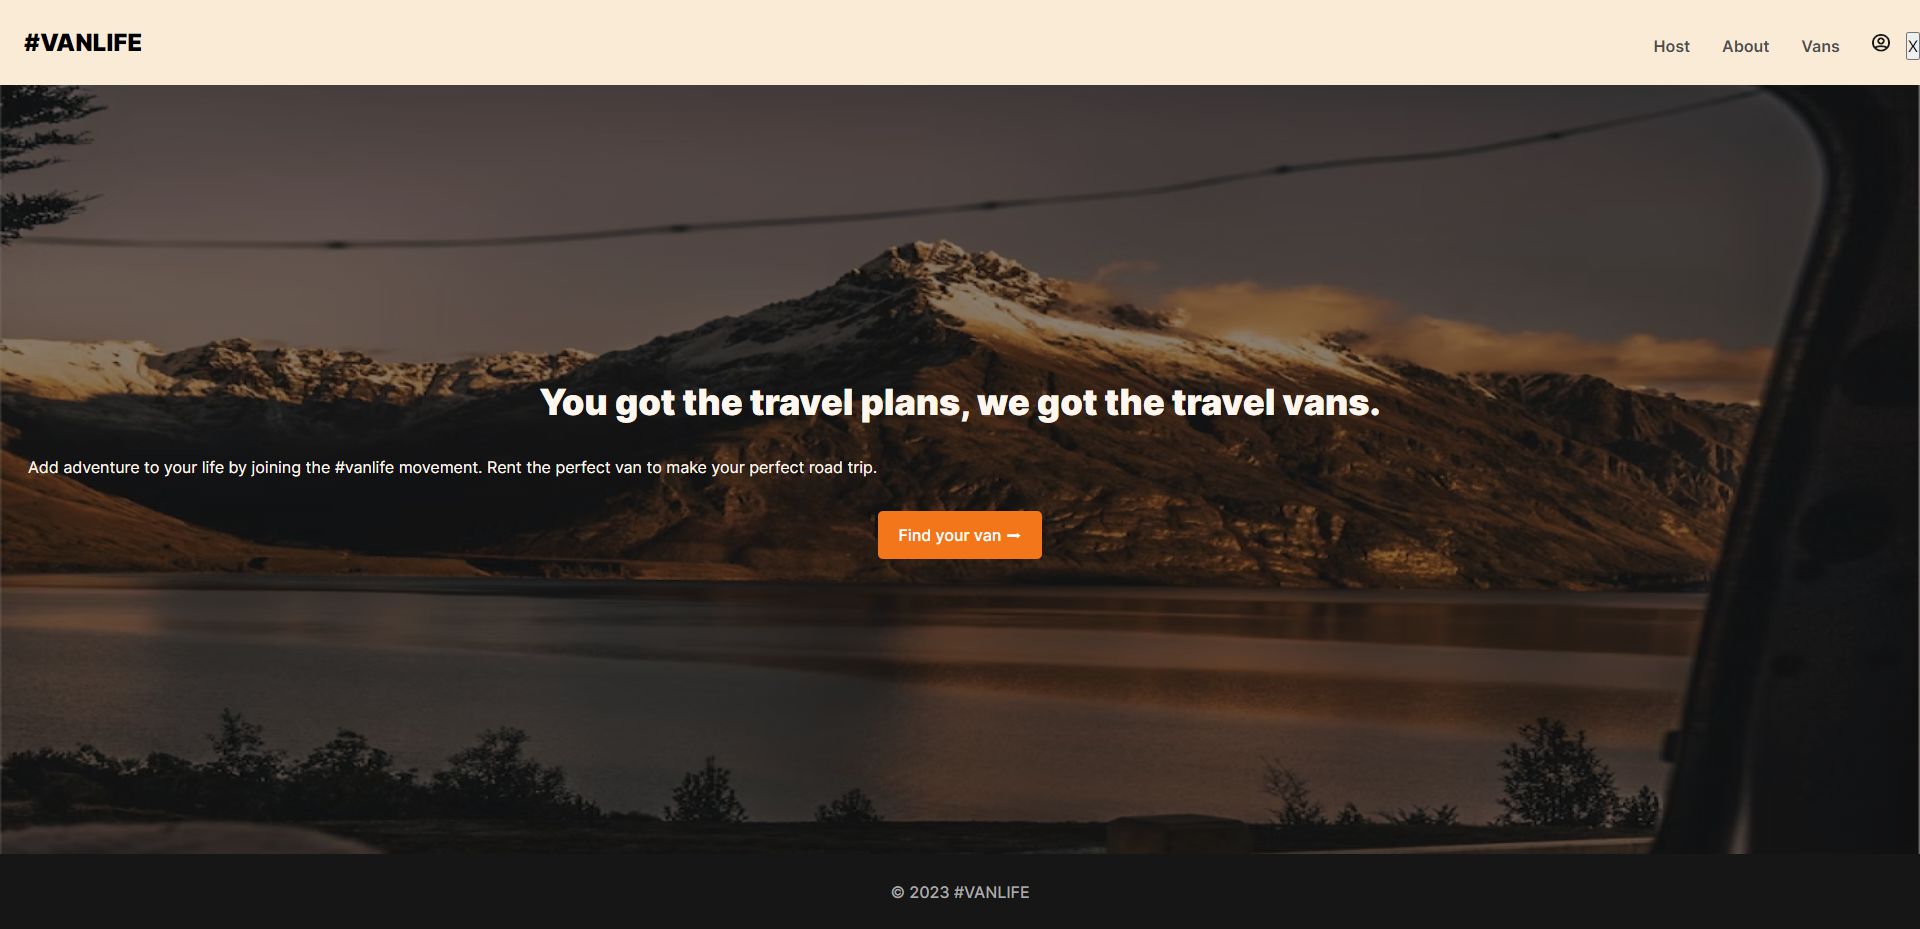 #VANLIFE
Host About Vans X
You got the travel plans, we got the travel vans.
Add adventure to your life by joining the #vanlife movement. Rent the perfect van to make your perfect road trip.
Find your van ➞
© 2023 #VANLIFE